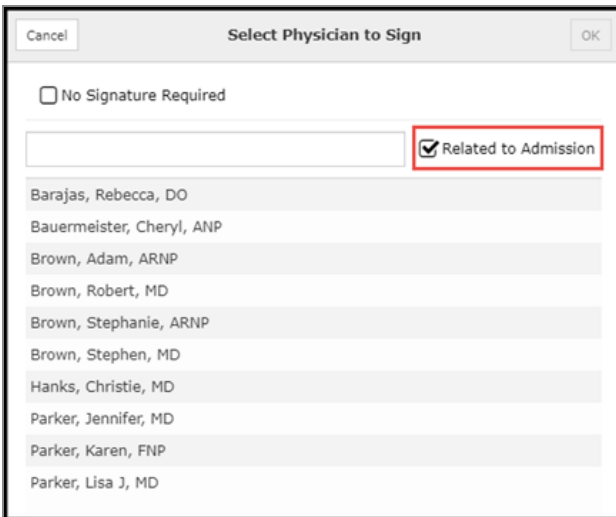 Cancel Select Physician to Sign OK
No Signature Required
Related to Admission
Barajas, Rebecca, DO
Bauermeister, Cheryl, ANP
Brown, Adam, ARNP
Brown, Robert, MD
Brown, Stephanie, ARNP
Brown, Stephen, MD
Hanks, Christie, MD
Parker, Jennifer, MD
Parker, Karen, FNP
Parker, Lisa J, MD